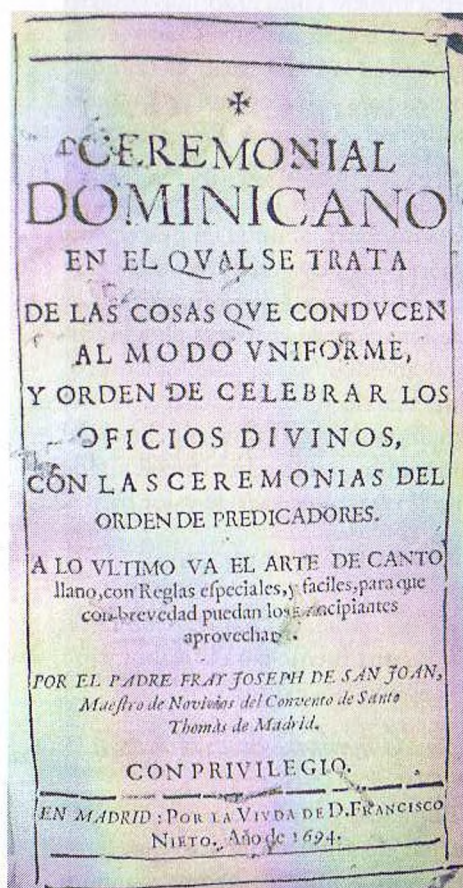 ✠
CEREMONIAL
DOMINICANO
EN EL QVAL SE TRATA
DE LAS COSAS QVE CONDVCEN
AL MODO VNIFORME,
Y ORDEN DE CELEBRAR LOS
OFICIOS DIVINOS,
CON LAS CEREMONIAS DEL
ORDEN DE PREDICADORES.
A LO VLTIMO VA EL ARTE DE CANTO
llano, con Reglas eſpeciales, y faciles, para que
con brevedad puedan los principiantes
aprovechar.
POR EL PADRE FRAY JOSEPH DE SAN JOAN,
Maeſtro de Novicios del Convento de Santo
Thomàs de Madrid.
CON PRIVILEGIO.
EN MADRID: POR LA VIVDA DE D. FRANCISCO
NIETO. Año de 1694.